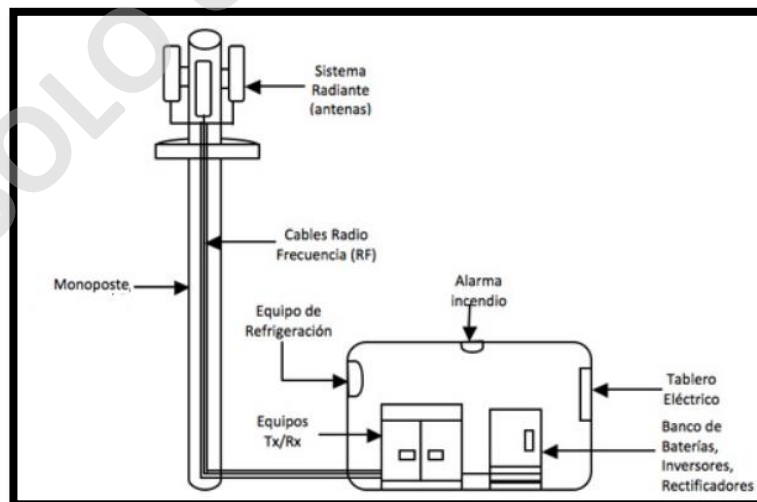 SOLO
Sistema
Radiante
(antenas)
Cables Radio
Frecuencia (RF)
Monoposte,
Alarma
incendio
Equipo de
Refrigeración
Tablero
Eléctrico
Equipos
Tx/Rx
Banco de
Baterías,
Inversores,
Rectificadores